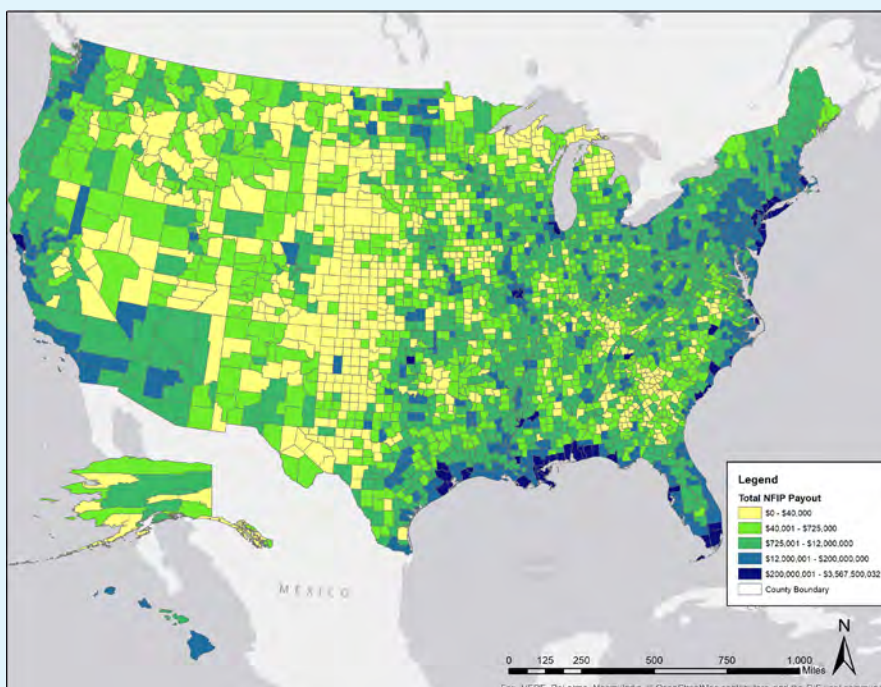 MEXICO
Legend
Total NFIP Payout
$0 - $40,000
$40,001 - $725,000
$725,001 - $12,000,000
$12,000,001 - $200,000,000
$200,000,001 - $3,567,500,032
County Boundary
N
0 125 250 500 750 1,000
Miles